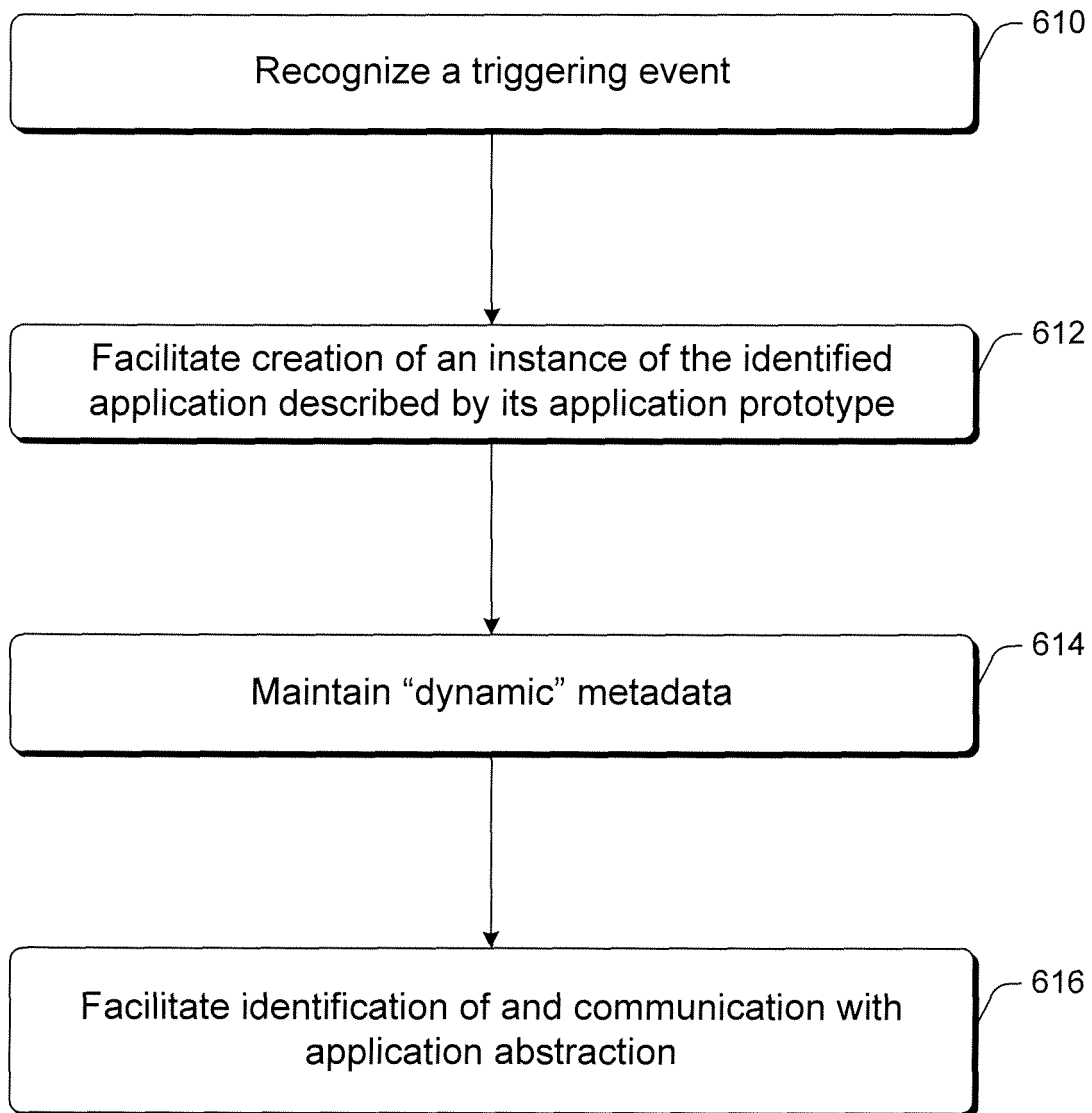 610
Recognize a triggering event
612
Facilitate creation of an instance of the identified
application described by its application prototype
614
Maintain “dynamic” metadata
616
Facilitate identification of and communication with
application abstraction